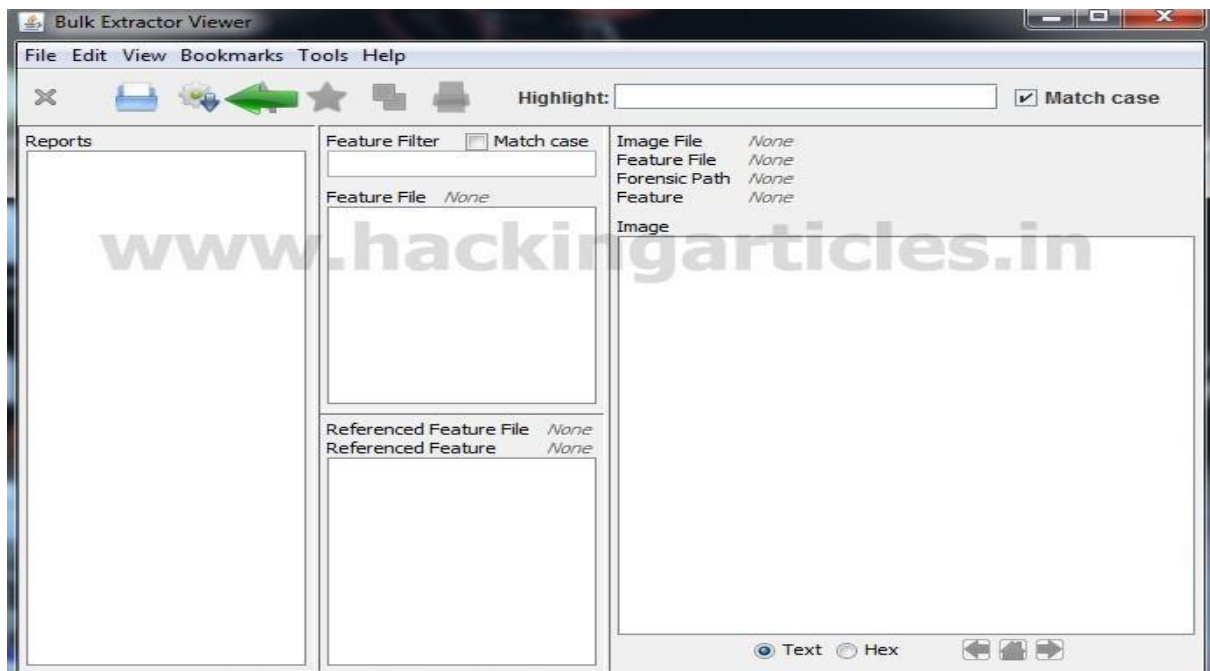 Bulk Extractor Viewer
File Edit View Bookmarks Tools Help
Highlight:
Match case
Reports
Feature Filter Match case
Feature File None
Referenced Feature File None
Referenced Feature None
Image File None
Feature File None
Forensic Path None
Feature None
Image
www.hackingarticles.in
Text Hex